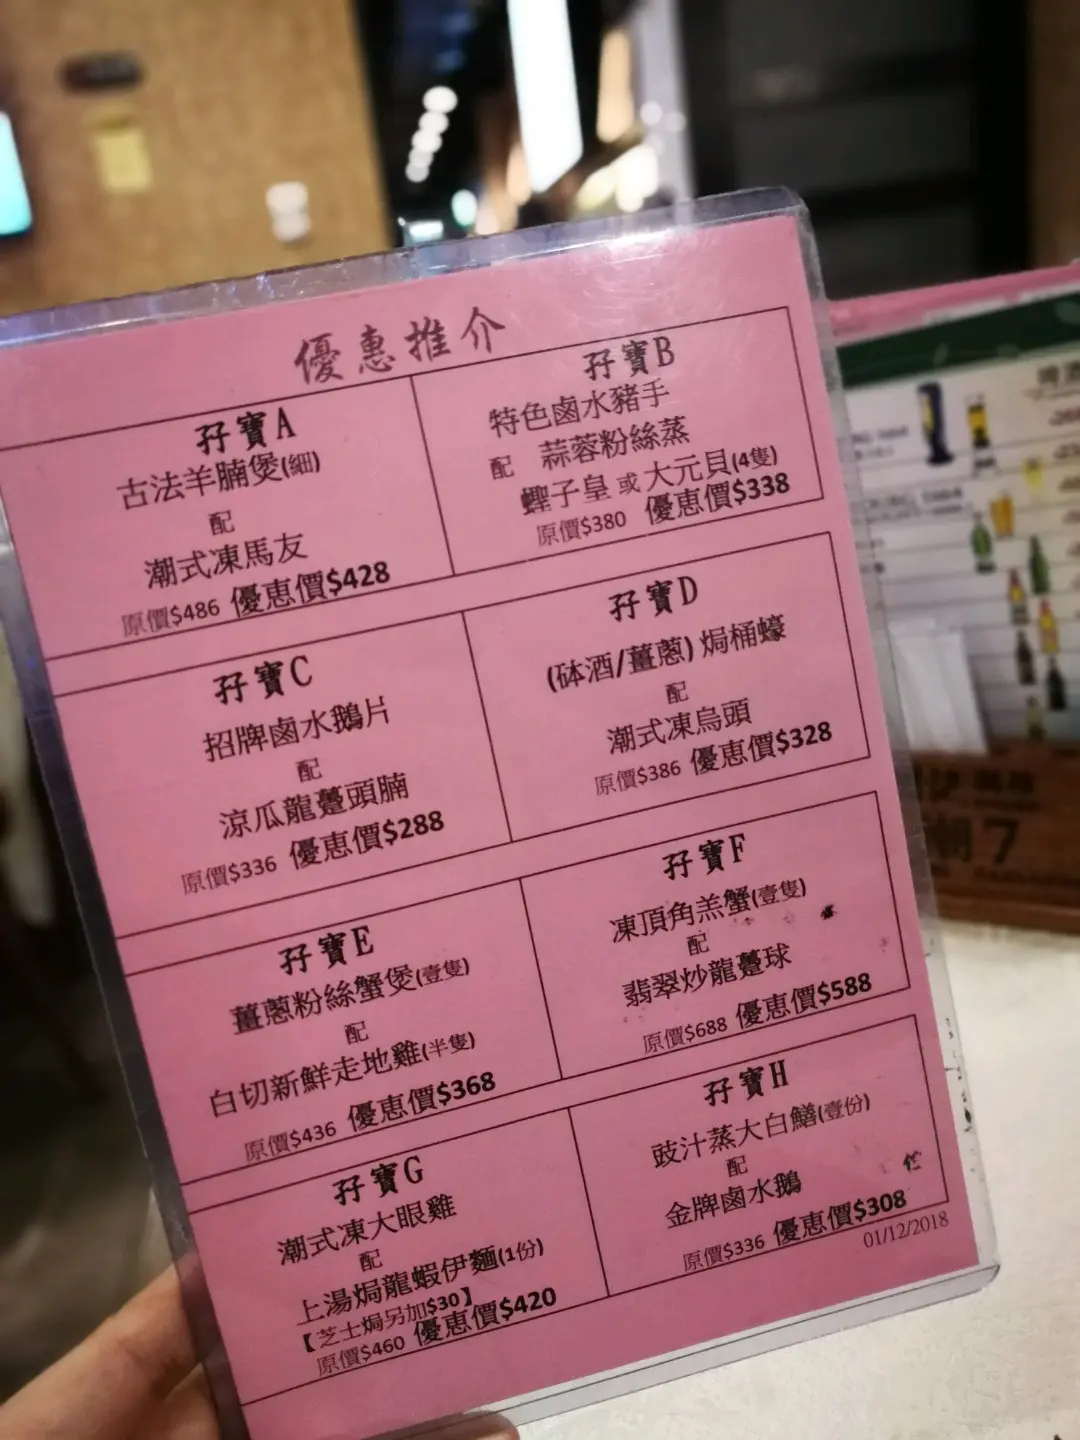 優惠推介
孖寶A
古法羊腩煲(細)
配
潮式凍馬友
原價$486 優惠價$428
孖寶B
特色鹵水豬手
配 蒜蓉粉絲蒸
蟶子皇 或 大元貝(4隻)
原價$380 優惠價$338
孖寶C
招牌鹵水鵝片
配
涼瓜龍躉頭腩
原價$336 優惠價$288
孖寶D
(砵酒/薑蔥) 焗桶蠔
配
潮式凍烏頭
原價$386 優惠價$328
孖寶E
薑蔥粉絲蟹煲(壹隻)
配
白切新鮮走地雞(半隻)
原價$436 優惠價$368
孖寶F
凍頂角羔蟹(壹隻)
配
翡翠炒龍躉球
原價$688 優惠價$588
孖寶G
潮式凍大眼雞
配
上湯焗龍蝦伊麵(1份)
【芝士焗另加$30】
原價$460 優惠價$420
孖寶H
豉汁蒸大白鱔(壹份)
配
金牌鹵水鵝
原價$336 優惠價$308
01/12/2018